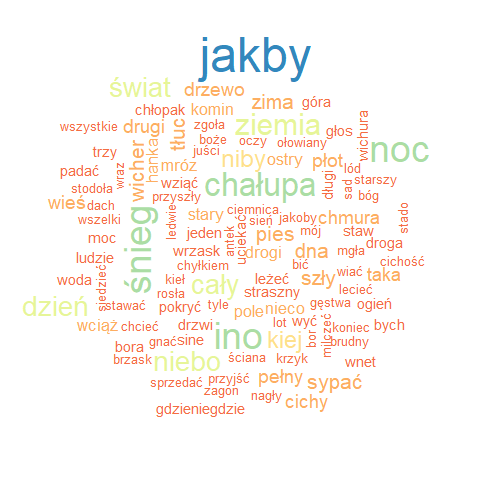 jakby
świat
drzewo
zima
góra
chłopak
komin
wszystkie
drugi
tłuc
zgoła
ziemia
głos
wichura
boże
oczy
ołowiany
noc
trzy
hanka
juści
niby
ostry
płot
padać
wraz
wicher
mróz
długi
lód
stodoła
wziąć
chałupa
sad
starszy
wieś
dach
przyszły
bóg
wszelki
śnieg
ledwie
stary
ciemnica
sień
jakoby
chmura
stado
moc
jeden
antek
uciekać
pies
mój
staw
ludzie
wrzask
drogi
dna
mgła
droga
siedzieć
chyłkiem
bić
cichość
woda
kieł
cały
leżeć
szły
wiać
taka
rosła
straszny
lecieć
dzień
stawać
pokryć
tyle
pole
nieco
gęstwa
ogień
wciąż
chcieć
drzwi
ino
lot
wyć
koniec
bych
bora
gnać
sine
kiej
bor
milczeć
brudny
brzask
niebo
ściana
krzyk
wnet
sprzedać
przyjść
pełny
sypać
zagon
nagły
cichy
gdzieniegdzie